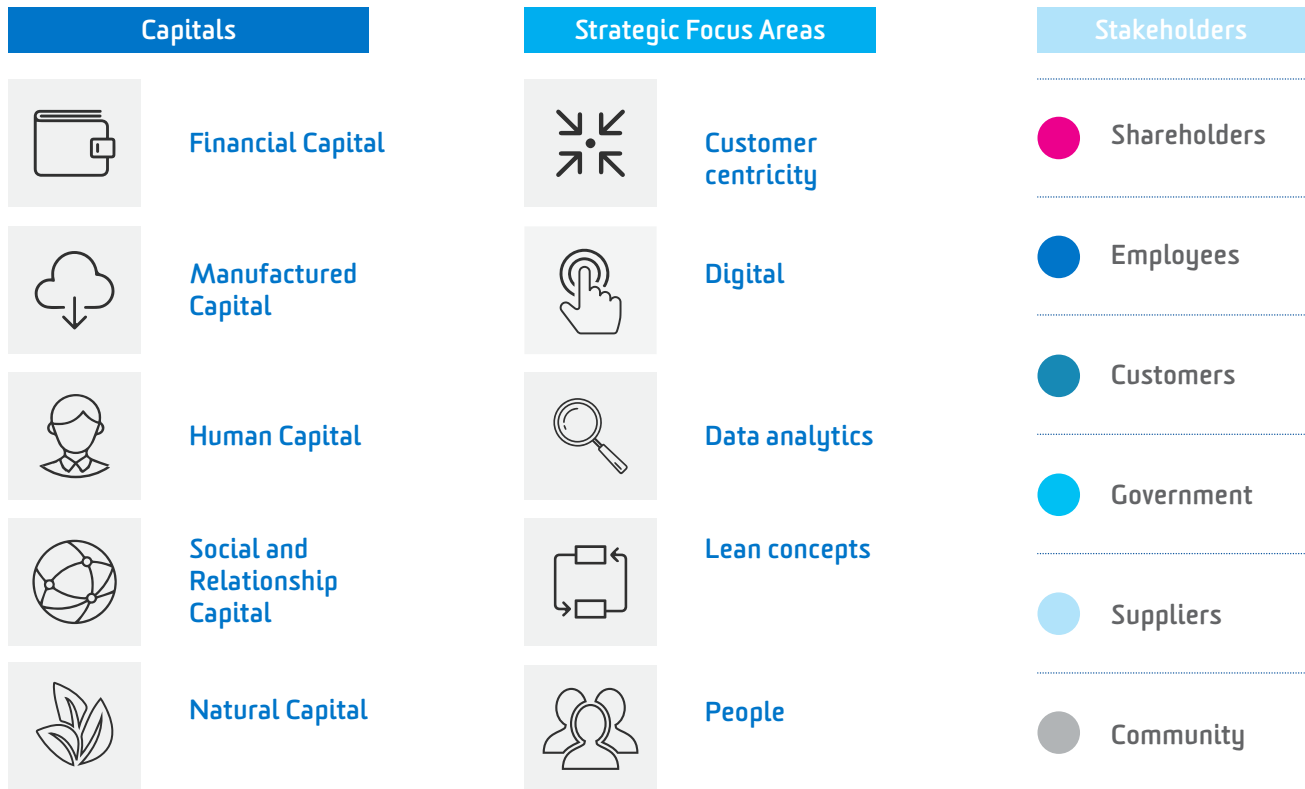 Capitals
Financial Capital
Manufactured
Capital
Human Capital
Social and
Relationship
Capital
Natural Capital
Strategic Focus Areas
Customer
centricity
Digital
Data analytics
Lean concepts
People
Stakeholders
Shareholders
Employees
Customers
Government
Suppliers
Community